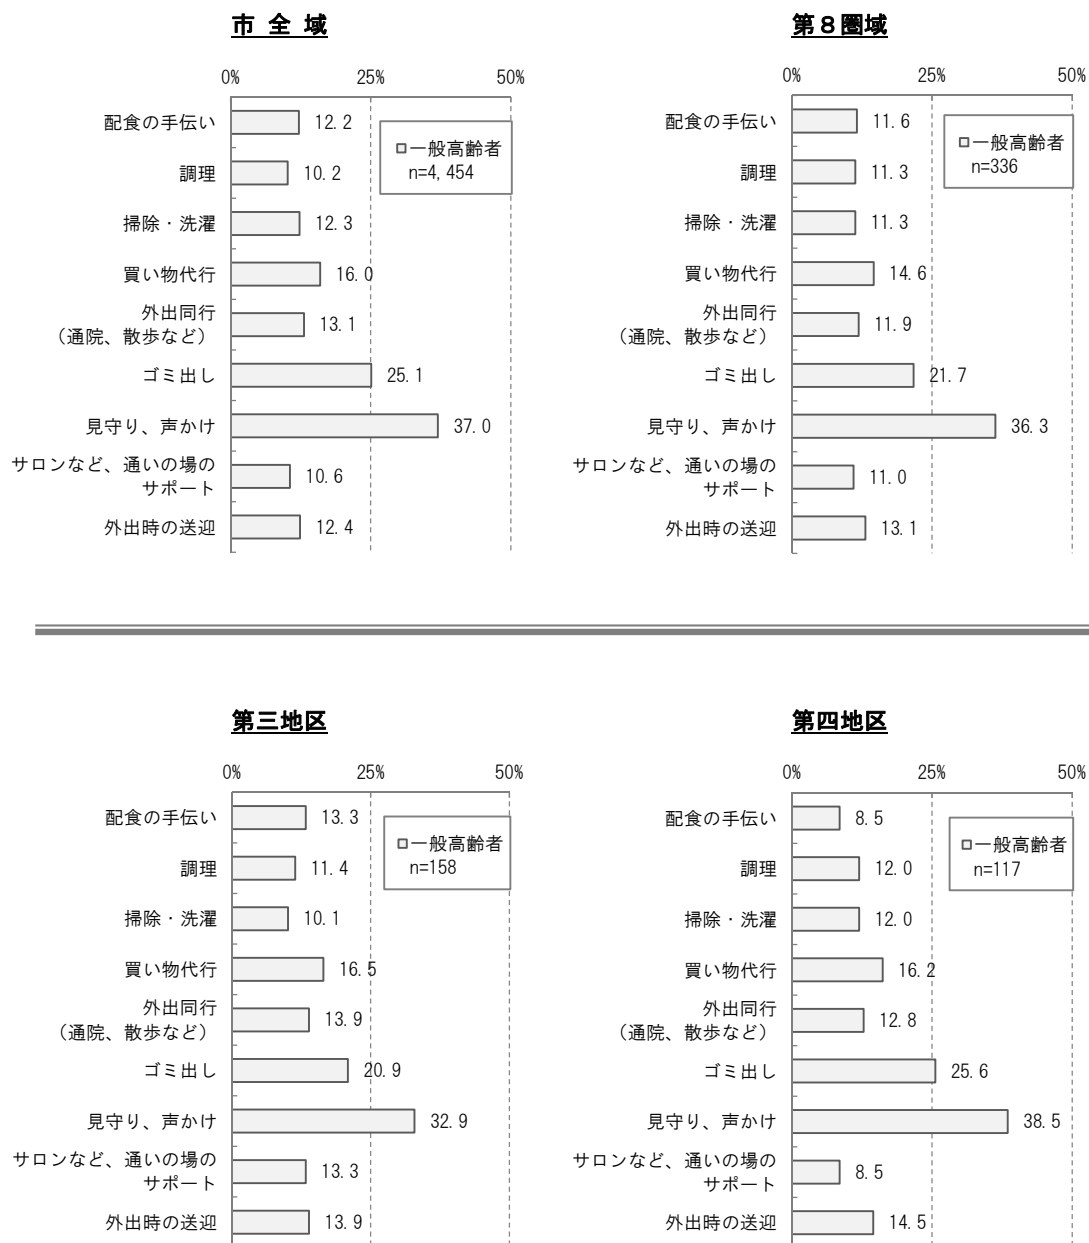 市 全 域
0% 25% 50%
配食の手伝い 12.2
調理 10.2
掃除・洗濯 12.3
買い物代行 16.0
外出同行
（通院、散歩など） 13.1
ゴミ出し 25.1
見守り、声かけ 37.0
サロンなど、通いの場の
サポート 10.6
外出時の送迎 12.4
一般高齢者
n=4,454
第８圏域
0% 25% 50%
配食の手伝い 11.6
調理 11.3
掃除・洗濯 11.3
買い物代行 14.6
外出同行
（通院、散歩など） 11.9
ゴミ出し 21.7
見守り、声かけ 36.3
サロンなど、通いの場の
サポート 11.0
外出時の送迎 13.1
一般高齢者
n=336
第三地区
0% 25% 50%
配食の手伝い 13.3
調理 11.4
掃除・洗濯 10.1
買い物代行 16.5
外出同行
（通院、散歩など） 13.9
ゴミ出し 20.9
見守り、声かけ 32.9
サロンなど、通いの場の
サポート 13.3
外出時の送迎 13.9
一般高齢者
n=158
第四地区
0% 25% 50%
配食の手伝い 8.5
調理 12.0
掃除・洗濯 12.0
買い物代行 16.2
外出同行
（通院、散歩など） 12.8
ゴミ出し 25.6
見守り、声かけ 38.5
サロンなど、通いの場の
サポート 8.5
外出時の送迎 14.5
一般高齢者
n=117